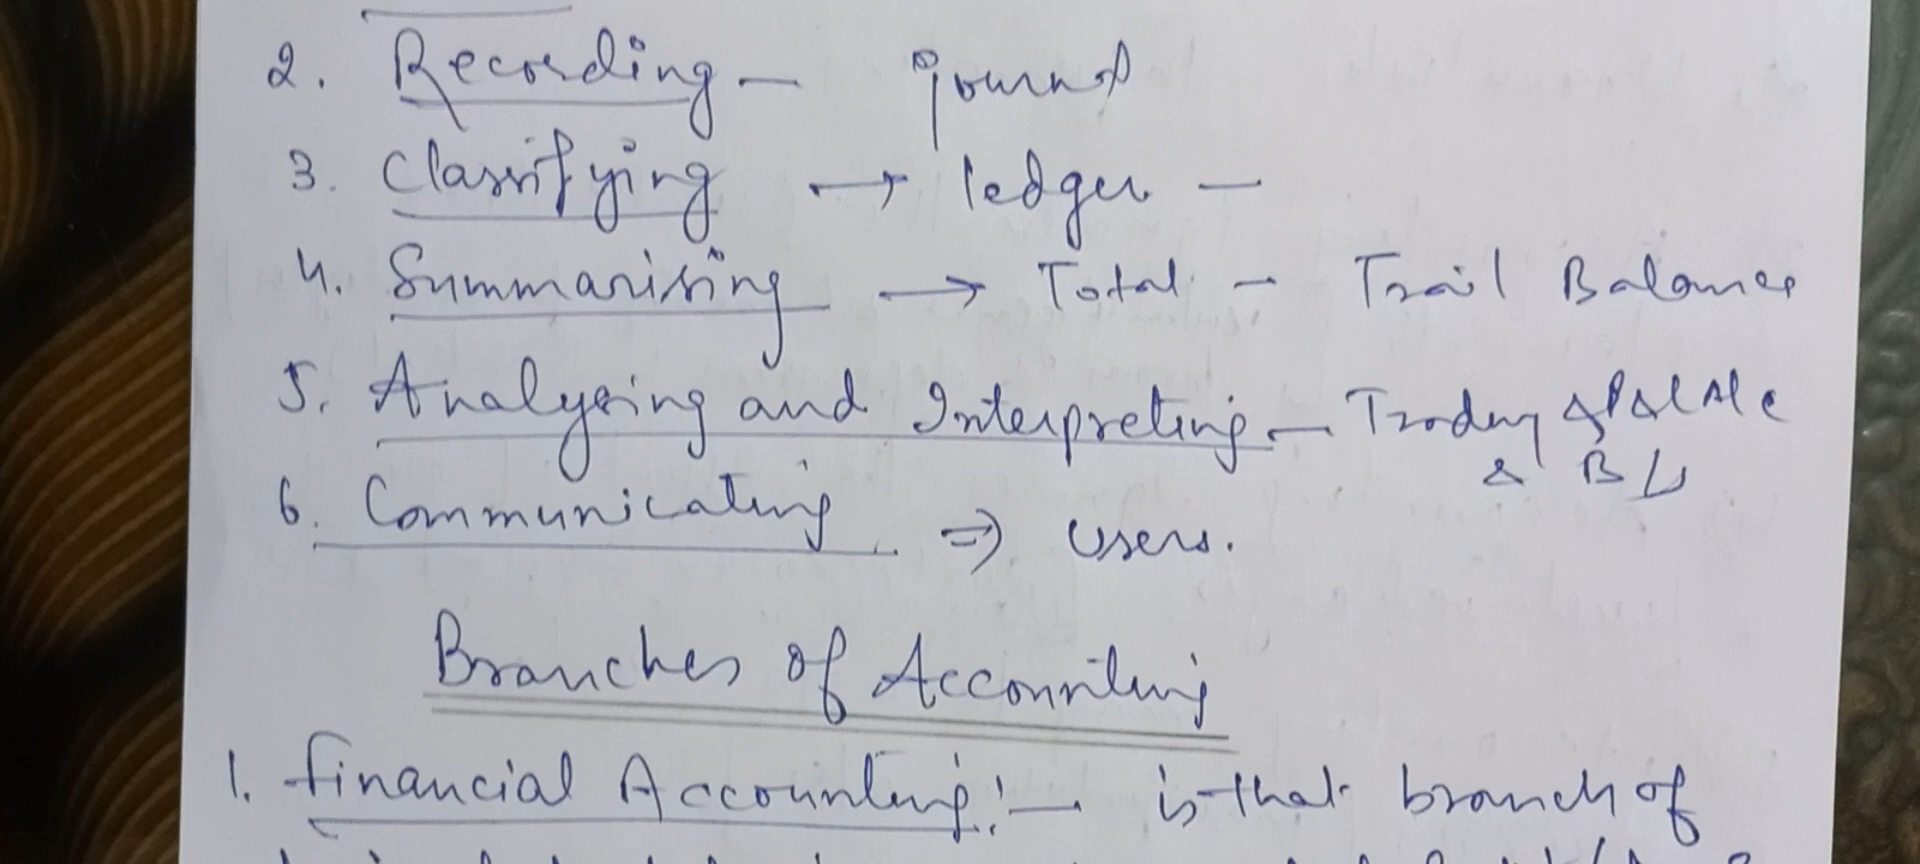 2. Recording - journal
3. Classifying → ledger -
4. Summarising → Total - Trail Balance
5. Analysing and Interpreting - Trading & P&L A/c
& B/S
6. Communicating ⇒ users.
Branches of Accounting
1. Financial Accounting:- is that branch of